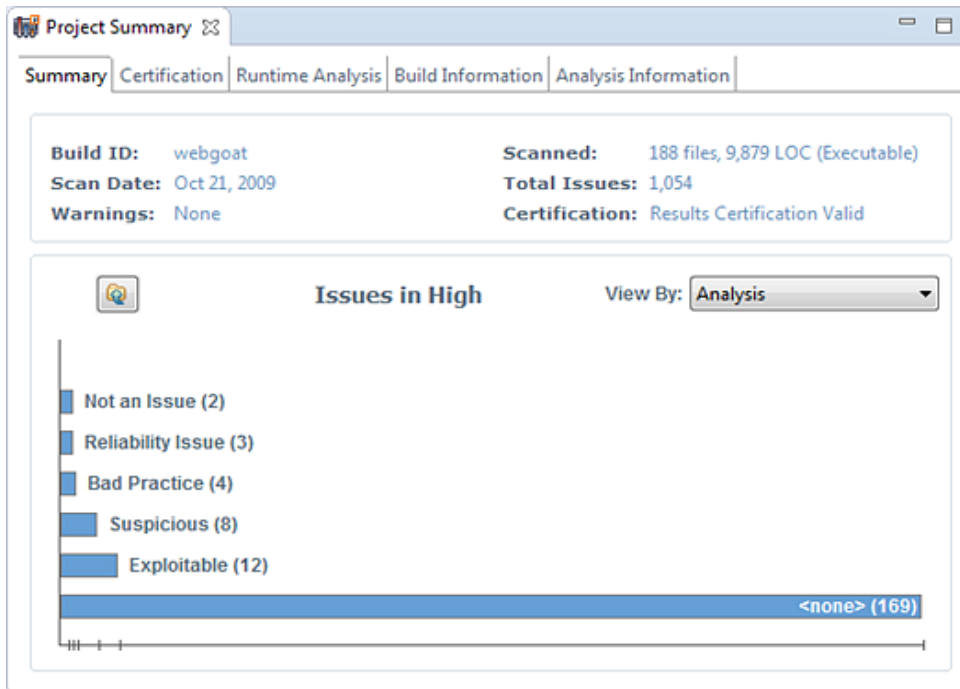 Project Summary
Summary Certification Runtime Analysis Build Information Analysis Information
Build ID: webgoat Scanned: 188 files, 9,879 LOC (Executable)
Scan Date: Oct 21, 2009 Total Issues: 1,054
Warnings: None Certification: Results Certification Valid
Issues in High View By: Analysis
Not an Issue (2)
Reliability Issue (3)
Bad Practice (4)
Suspicious (8)
Exploitable (12)
<none> (169)